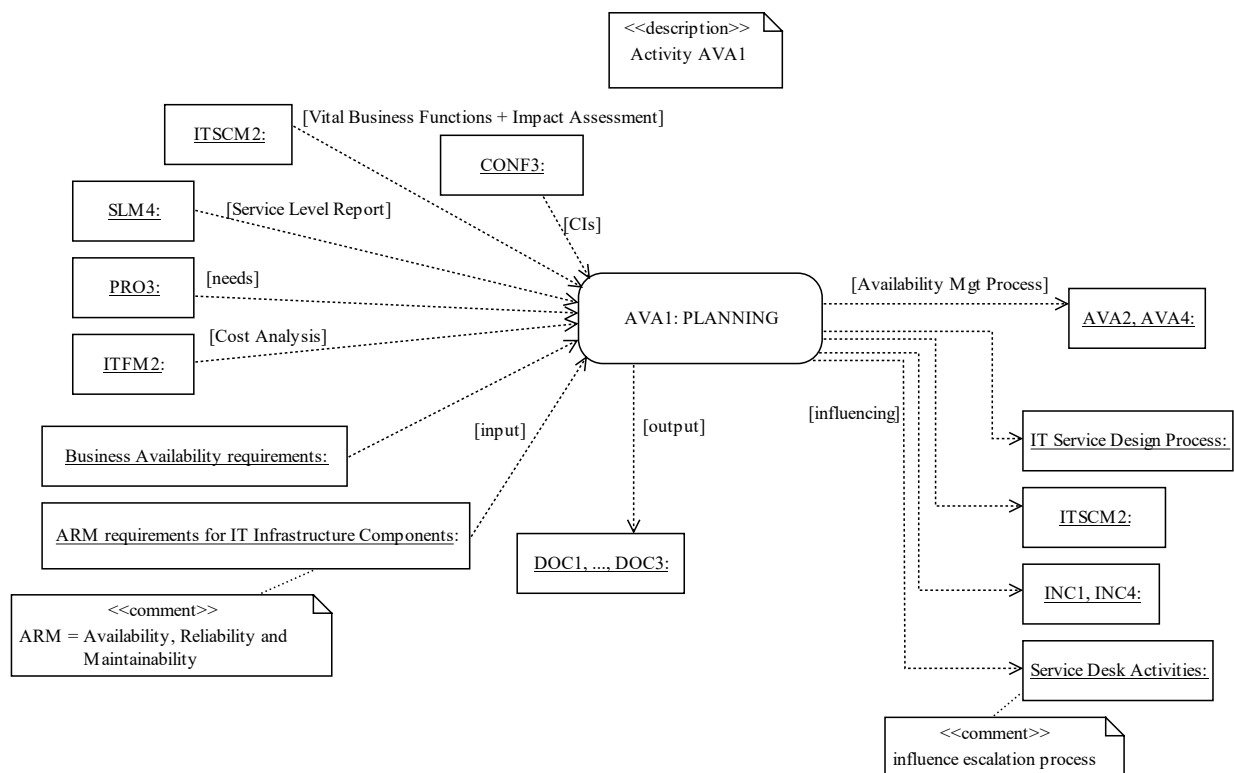 <<description>>
Activity AVA1
[Vital Business Functions + Impact Assessment]
ITSCM2:
CONF3:
SLM4:
[Service Level Report]
[CIs]
PRO3:
[needs]
[Availability Mgt Process]
AVA1: PLANNING
AVA2, AVA4:
[Cost Analysis]
ITFM2:
[influencing]
[input]
[output]
IT Service Design Process:
Business Availability requirements:
ITSCM2:
ARM requirements for IT Infrastructure Components:
DOC1, ..., DOC3:
INC1, INC4:
<<comment>>
ARM = Availability, Reliability and
Maintainability
Service Desk Activities:
<<comment>>
influence escalation process